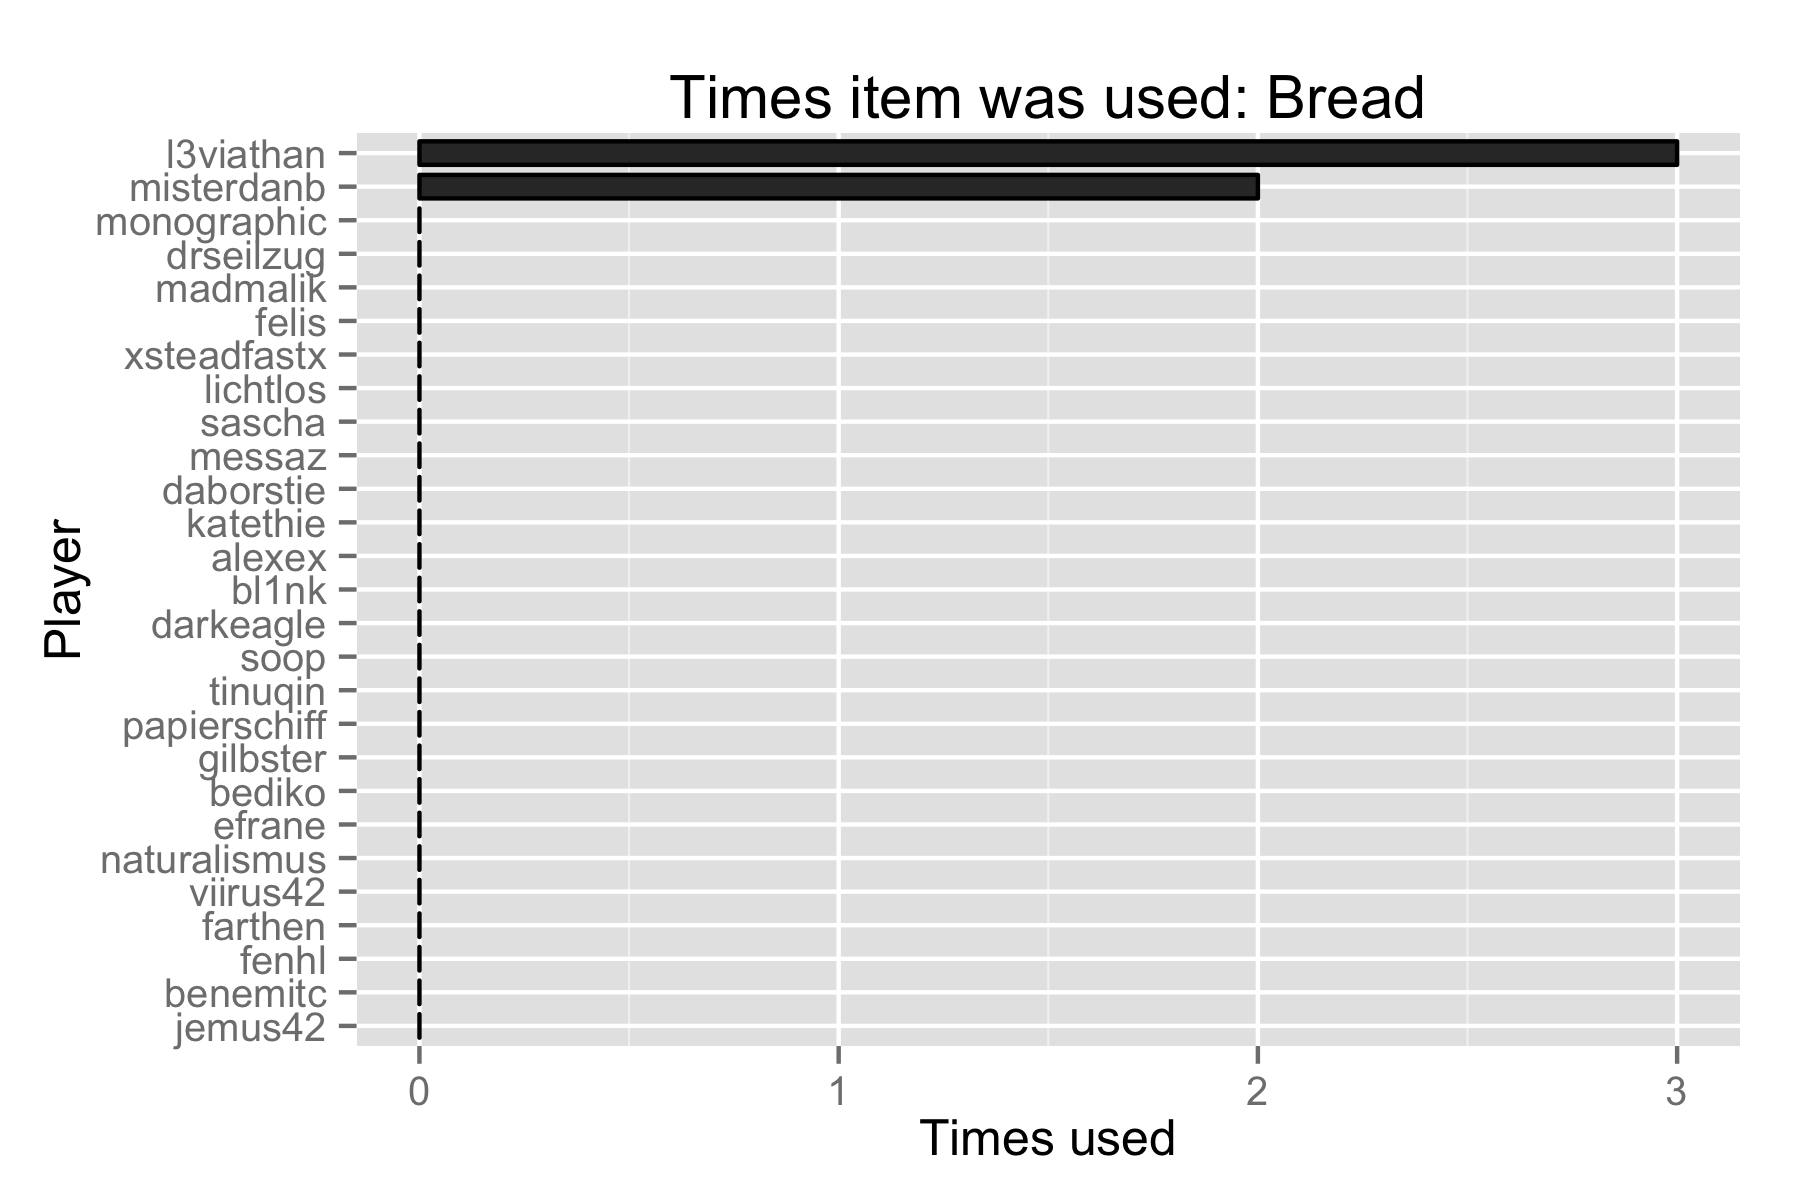 Times item was used: Bread
l3viathan
misterdanb
monographic
drseilzug
madmalik
felis
xsteadfastx
lichtlos
sascha
messaz
daborstie
katethie
alexex
bl1nk
darkeagle
soop
tinuqin
papierschiff
gilbster
bediko
efrane
naturalismus
viirus42
farthen
fenhl
benemitc
jemus42
Player
0 1 2 3
Times used